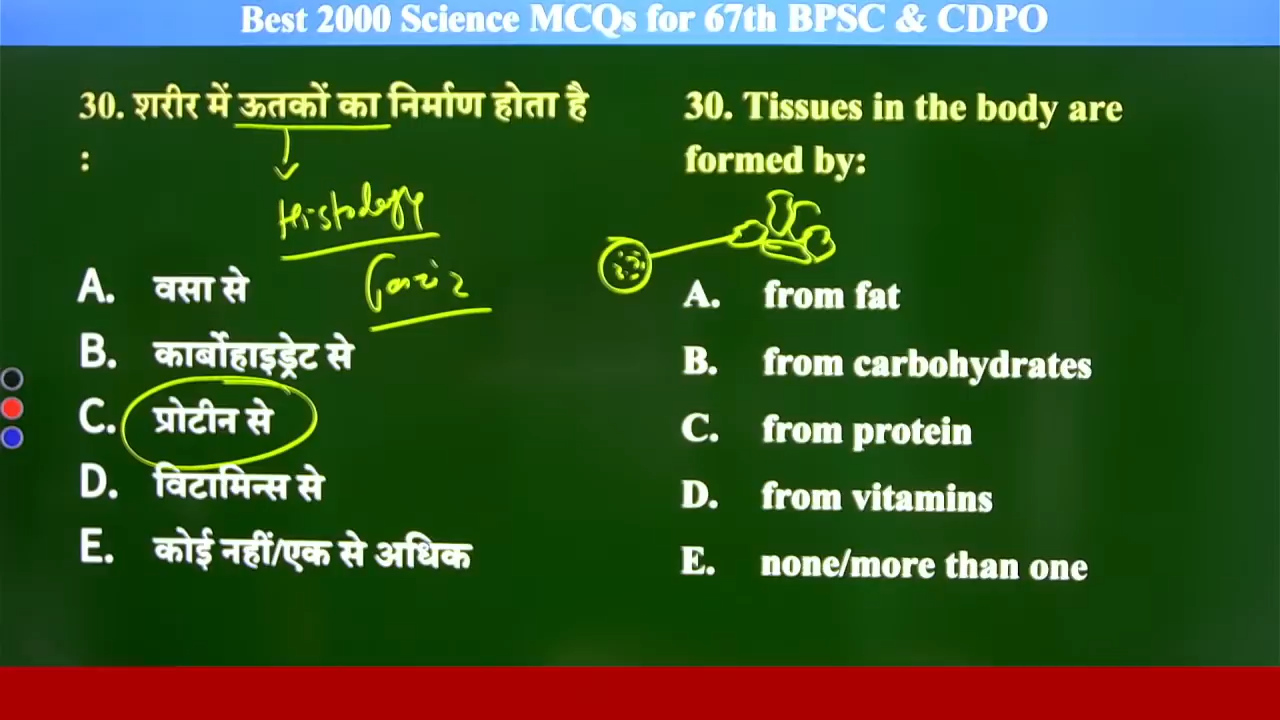 Best 2000 Science MCQs for 67th BPSC & CDPO
30. शरीर में ऊतकों का निर्माण होता है
:
Histology
A. वसा से
B. कार्बोहाइड्रेट से
C. प्रोटीन से
D. विटामिन्स से
E. कोई नहीं/एक से अधिक
30. Tissues in the body are
formed by:
A. from fat
B. from carbohydrates
C. from protein
D. from vitamins
E. none/more than one